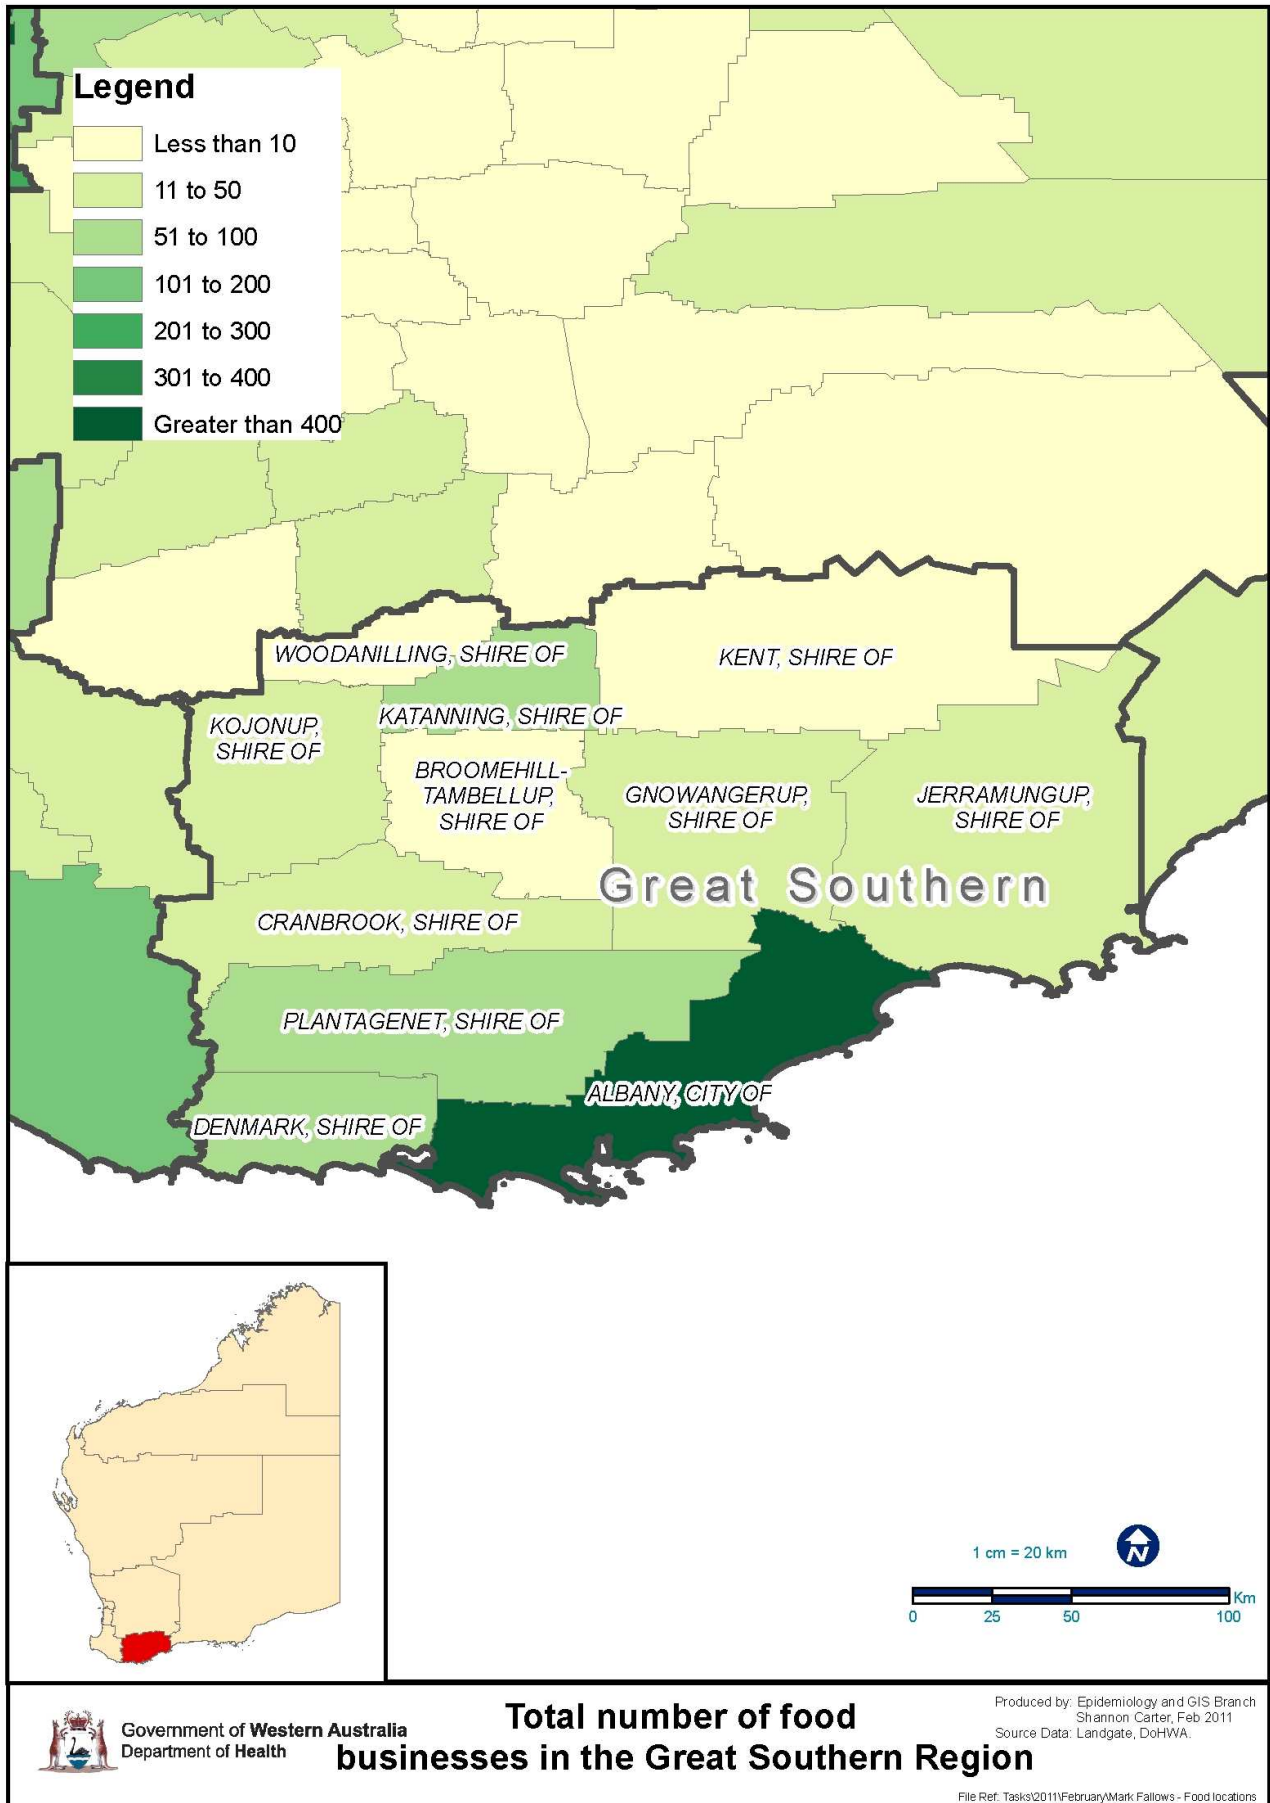 Legend
Less than 10
11 to 50
51 to 100
101 to 200
201 to 300
301 to 400
Greater than 400
WOODANILLING, SHIRE OF
KENT, SHIRE OF
KATANNING, SHIRE OF
KOJONUP,
SHIRE OF
BROOMEHILL-
TAMBELLUP,
SHIRE OF
GNOWANGERUP,
SHIRE OF
JERRAMUNGUP,
SHIRE OF
Great Southern
CRANBROOK, SHIRE OF
PLANTAGENET, SHIRE OF
ALBANY, CITY OF
DENMARK, SHIRE OF
1 cm = 20 km
N
Km
0 25 50 100
Government of Western Australia
Department of Health
Total number of food
businesses in the Great Southern Region
Produced by: Epidemiology and GIS Branch
Shannon Carter, Feb 2011
Source Data: Landgate, DoHWA.
File Ref: Tasks\2011\February\Mark Fallows - Food locations